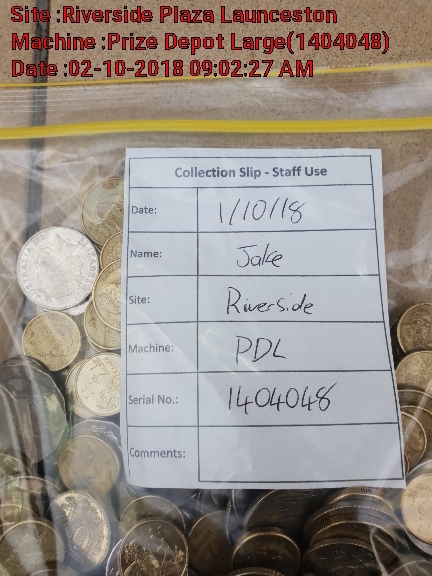 Site :Riverside Plaza Launceston
Machine :Prize Depot Large(1404048)
Date :02-10-2018 09:02:27 AM
Collection Slip - Staff Use
Date: 1/10/18
Name: Jake
Site: Riverside
Machine: PDL
Serial No.: 1404048
Comments: